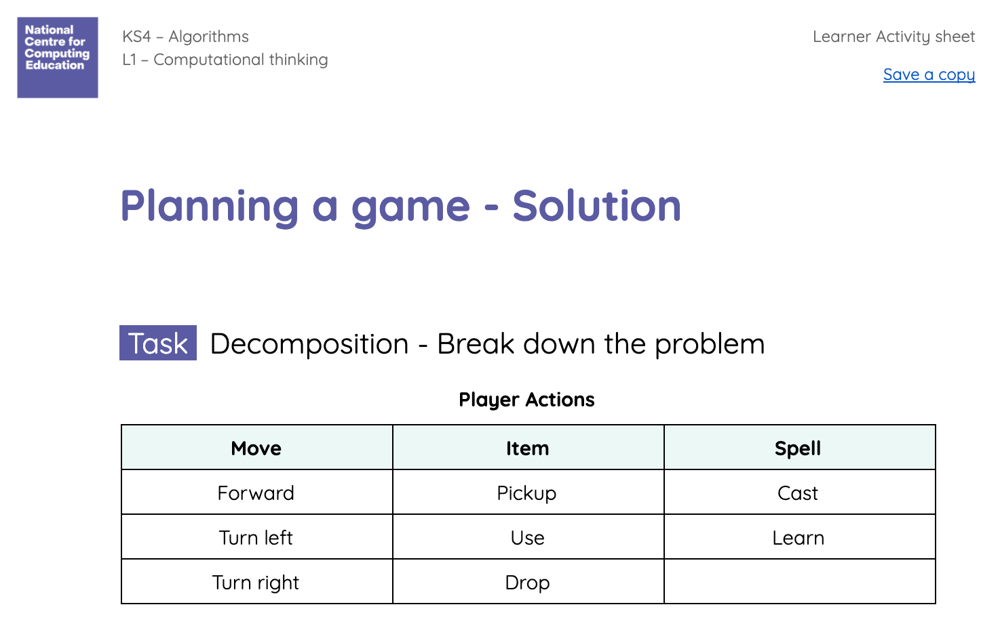 National
Centre for
Computing
Education
KS4 – Algorithms
L1 – Computational thinking
Learner Activity sheet
Save a copy
Planning a game - Solution
Task Decomposition - Break down the problem
Player Actions
Move Item Spell
Forward Pickup Cast
Turn left Use Learn
Turn right Drop